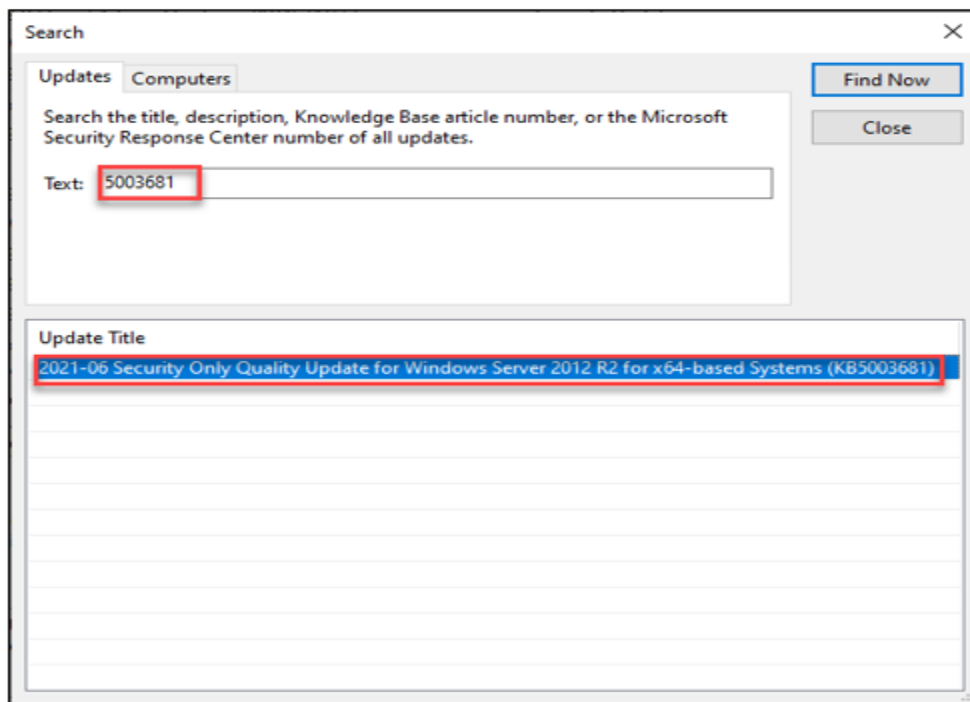 Search
Updates Computers
Find Now
Search the title, description, Knowledge Base article number, or the Microsoft
Security Response Center number of all updates.
Close
Text: 5003681
Update Title
2021-06 Security Only Quality Update for Windows Server 2012 R2 for x64-based Systems (KB5003681)